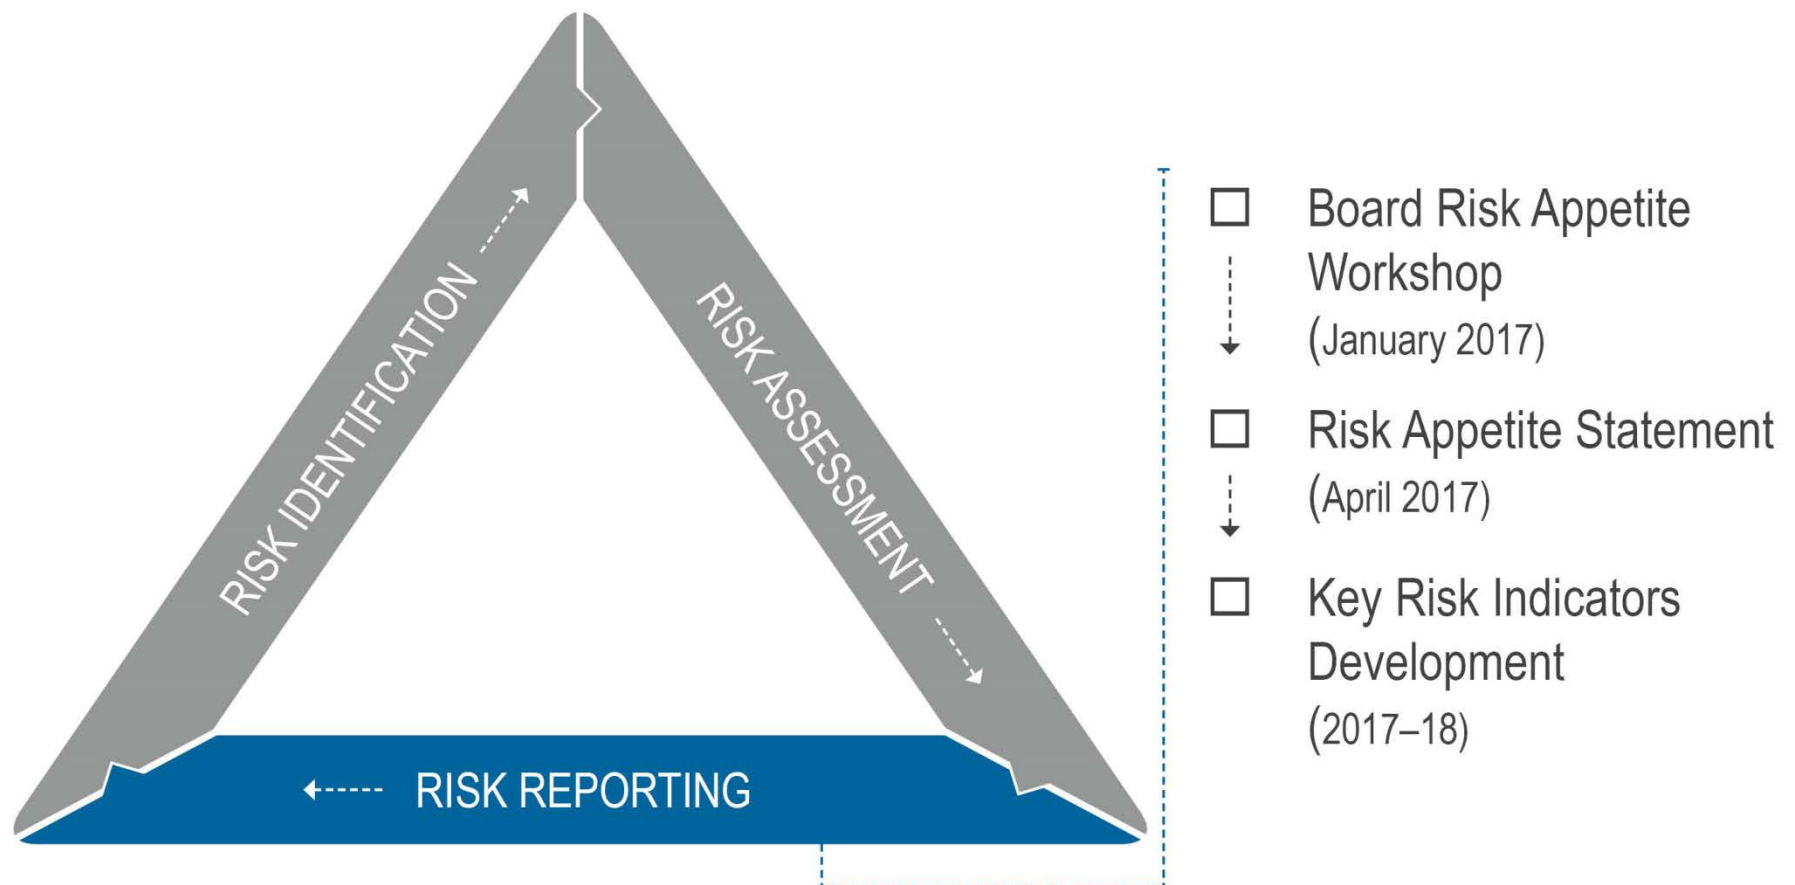 RISK IDENTIFICATION
RISK ASSESSMENT
RISK REPORTING
Board Risk Appetite
Workshop
(January 2017)
Risk Appetite Statement
(April 2017)
Key Risk Indicators
Development
(2017–18)